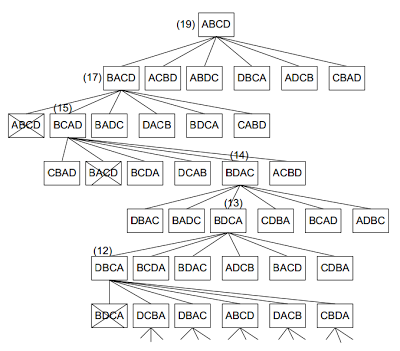 (19) ABCD
(17) BACD ACBD ABDC DBCA ADCB CBAD
(15)
ABCD BCAD BADC DACB BDCA CABD
(14)
CBAD BACD BCDA DCAB BDAC ACBD
(13)
DBAC BADC BDCA CDBA BCAD ADBC
(12)
DBCA BCDA BDAC ADCB BACD CDBA
BDCA DCBA DBAC ABCD DACB CBDA